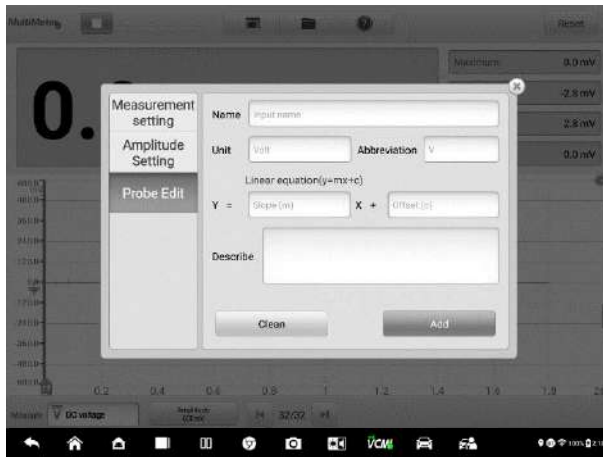 MultiMeter
Reset
Maximum 0.0 mV
-2.8 mV
2.8 mV
0.0 mV
0.
Measurement setting
Amplitude Setting
Probe Edit
Name Input name
Unit Volt Abbreviation V
Linear equation(y=mx+c)
Y = Slope (m) X + Offset (c)
Describe
Clean Add
0.2 0.4 0.6 0.8 1.2 1.4 1.6 1.8
DC voltage
Amplitude
32/32
VCMI
100%